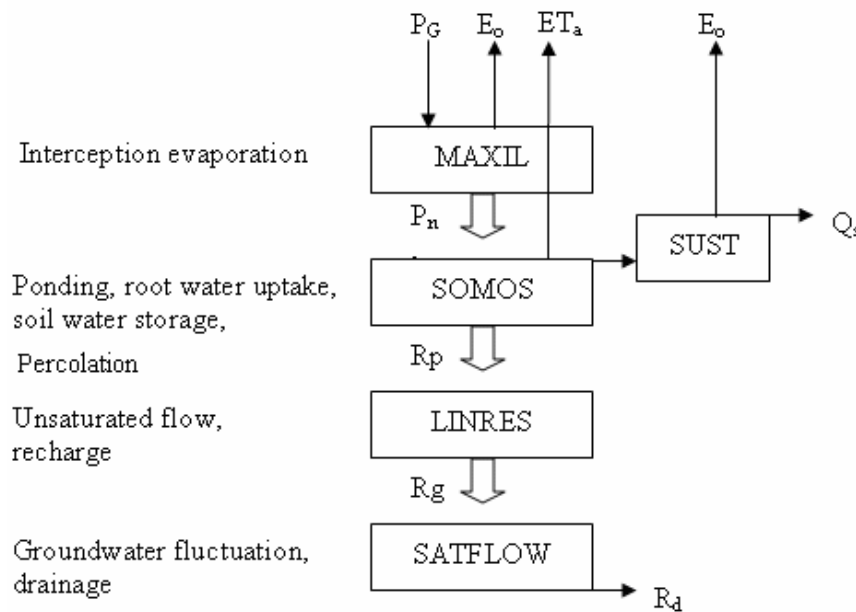 P_G E_o ET_a E_o
Interception evaporation
MAXIL
P_n
SUST
Q_s
Ponding, root water uptake,
soil water storage,
SOMOS
Percolation
Rp
Unsaturated flow,
recharge
LINRES
Rg
Groundwater fluctuation,
drainage
SATFLOW
R_d